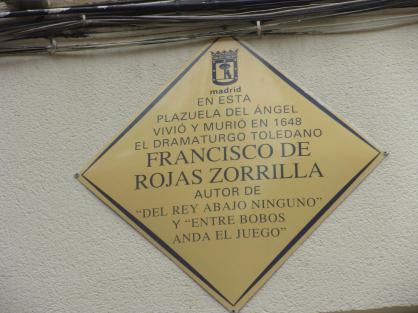 madrid
EN ESTA
PLAZUELA DEL ÁNGEL
VIVIÓ Y MURIÓ EN 1648
EL DRAMATURGO TOLEDANO
FRANCISCO DE
ROJAS ZORRILLA
AUTOR DE
"DEL REY ABAJO NINGUNO"
Y "ENTRE BOBOS
ANDA EL JUEGO"